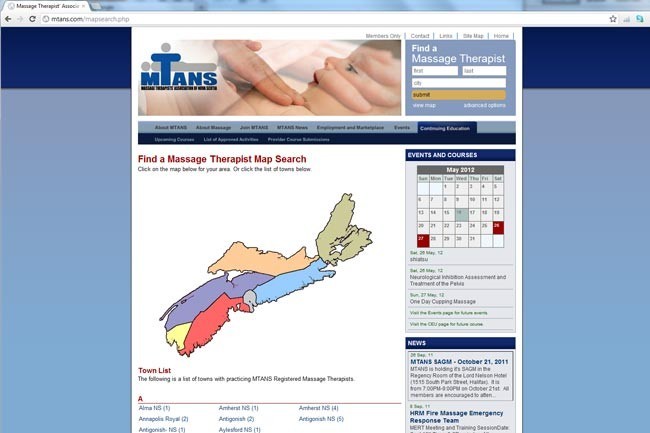 Massage Therapist' Associa
mtans.com/mapsearch.php
Members Only | Contact | Links | Site Map | Home
MTANS
MASSAGE THERAPISTS' ASSOCIATION OF NOVA SCOTIA
Find a
Massage Therapist
first
last
city
submit
view map
advanced options
About MTANS
About Massage
Join MTANS
MTANS News
Employment and Marketplace
Events
Continuing Education
Upcoming Courses
List of Approved Activities
Provider Course Submissions
Find a Massage Therapist Map Search
Click on the map below for your area. Or click the list of towns below.
Town List
The following is a list of towns with practicing MTANS Registered Massage Therapists.
A
Alma NS (1)
Amherst NS (1)
Amherst NS (4)
Annapolis Royal (2)
Antigonish (2)
Antigonish NS (5)
Antigonish- NS (1)
Aylesford NS (1)
EVENTS AND COURSES
May 2012
Sun Mon Tue Wed Thu Fri Sat
1 2 3 4 5
6 7 8 9 10 11 12
13 14 15 16 17 18 19
20 21 22 23 24 25 26
27 28 29 30 31
Sat, 26 May, 12
shiatsu
Sat, 26 May, 12
Neurological Inhibition Assessment and
Treatment of the Pelvis
Sun, 27 May, 12
One Day Cupping Massage
Visit the Events page for future events.
Visit the CEU page for future course.
NEWS
26 Sep, 11
MTANS SAGM - October 21, 2011
MTANS is holding it's SAGM in the
Regency Room of the Lord Nelson Hotel
(1515 South Park Street, Halifax). It is
from 7:00PM-9:00PM on October 21st. All
members are encouraged to atten...
8 Sep, 11
HRM Fire Massage Emergency
Response Team
MERT Meeting and Training SessionDate: